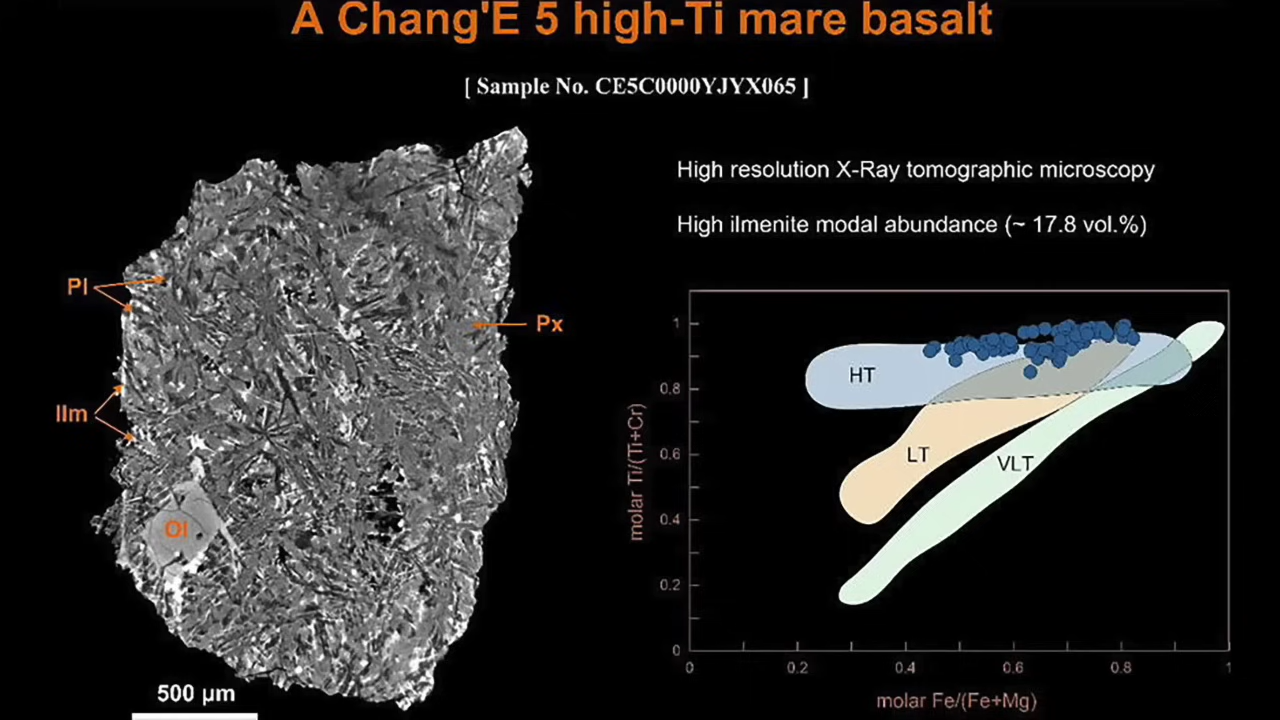 A Chang'E 5 high-Ti mare basalt
[ Sample No. CE5C0000YJYX065 ]
High resolution X-Ray tomographic microscopy
High ilmenite modal abundance (~ 17.8 vol.%)
Pl
Px
Ilm
Ol
500 μm
1
0.8
0.6
0.4
0.2
0
molar Ti/(Ti+Cr)
HT
LT
VLT
0
0.2
0.4
0.6
0.8
1
molar Fe/(Fe+Mg)